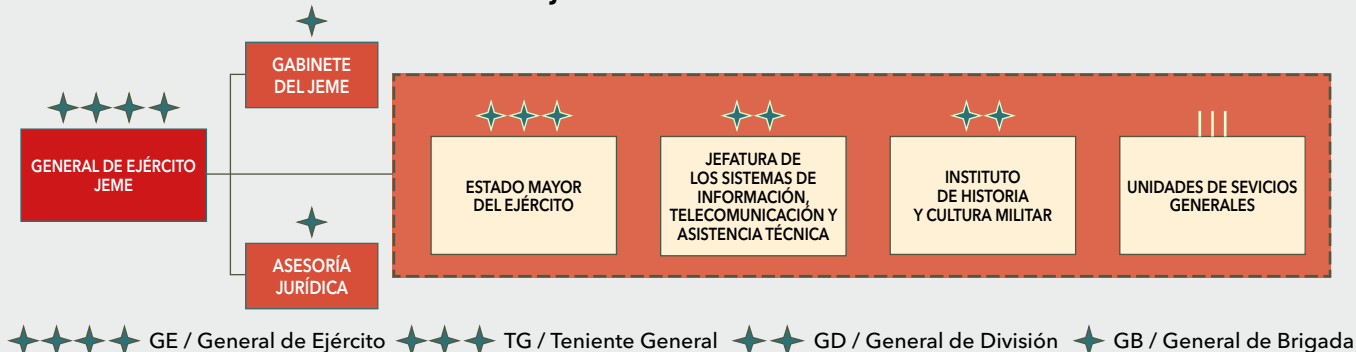 GABINETE
DEL JEME
GENERAL DE EJÉRCITO
JEME
ASESORÍA
JURÍDICA
ESTADO MAYOR
DEL EJÉRCITO
JEFATURA DE
LOS SISTEMAS DE
INFORMACIÓN,
TELECOMUNICACIÓN Y
ASISTENCIA TÉCNICA
INSTITUTO
DE HISTORIA
Y CULTURA MILITAR
UNIDADES DE SEVICIOS
GENERALES
GE / General de Ejército TG / Teniente General GD / General de División GB / General de Brigada